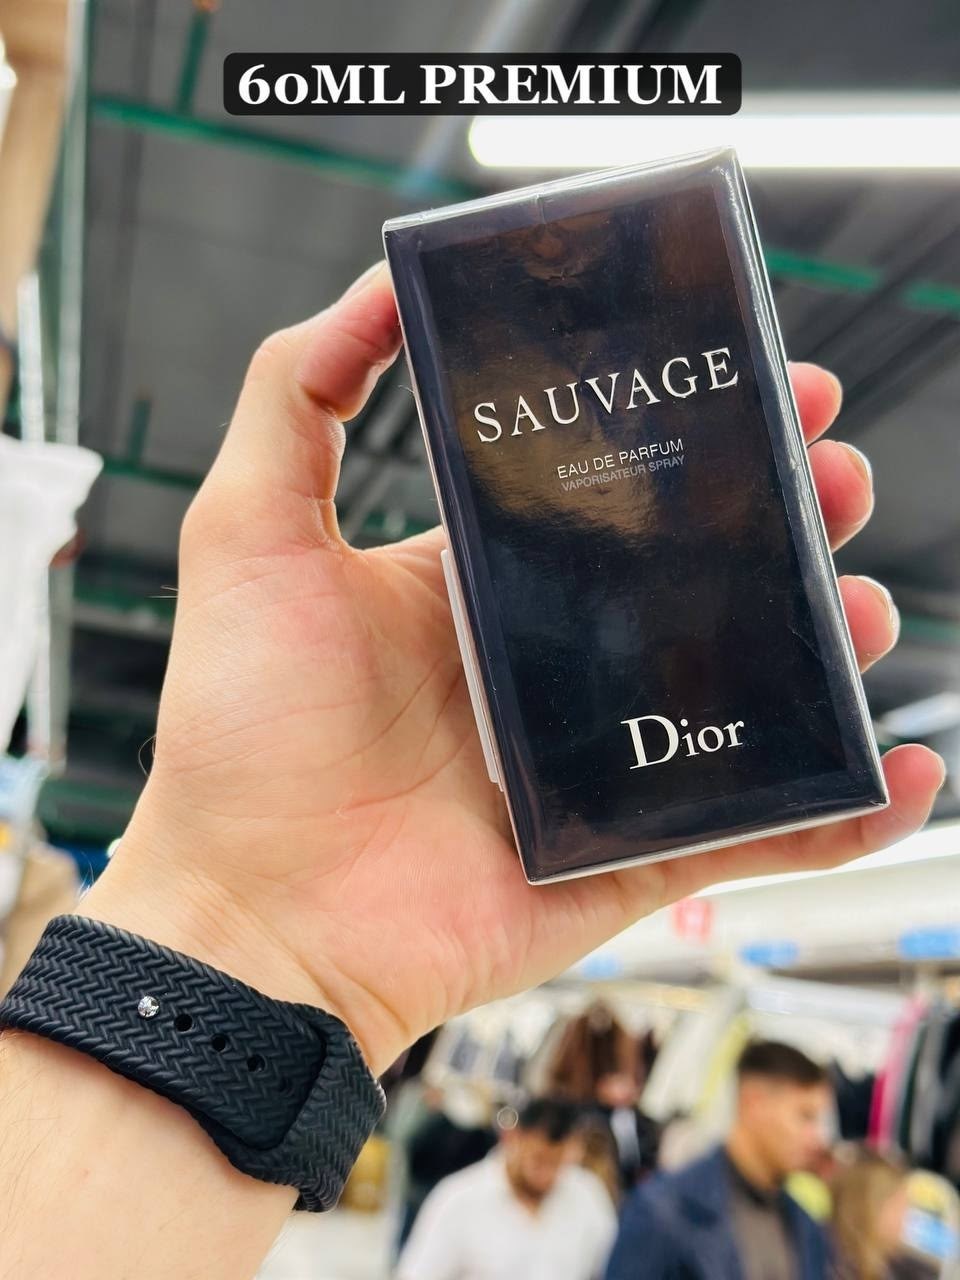 60ML PREMIUM
SAUVAGE
EAU DE PARFUM
VAPORISATEUR SPRAY
Dior